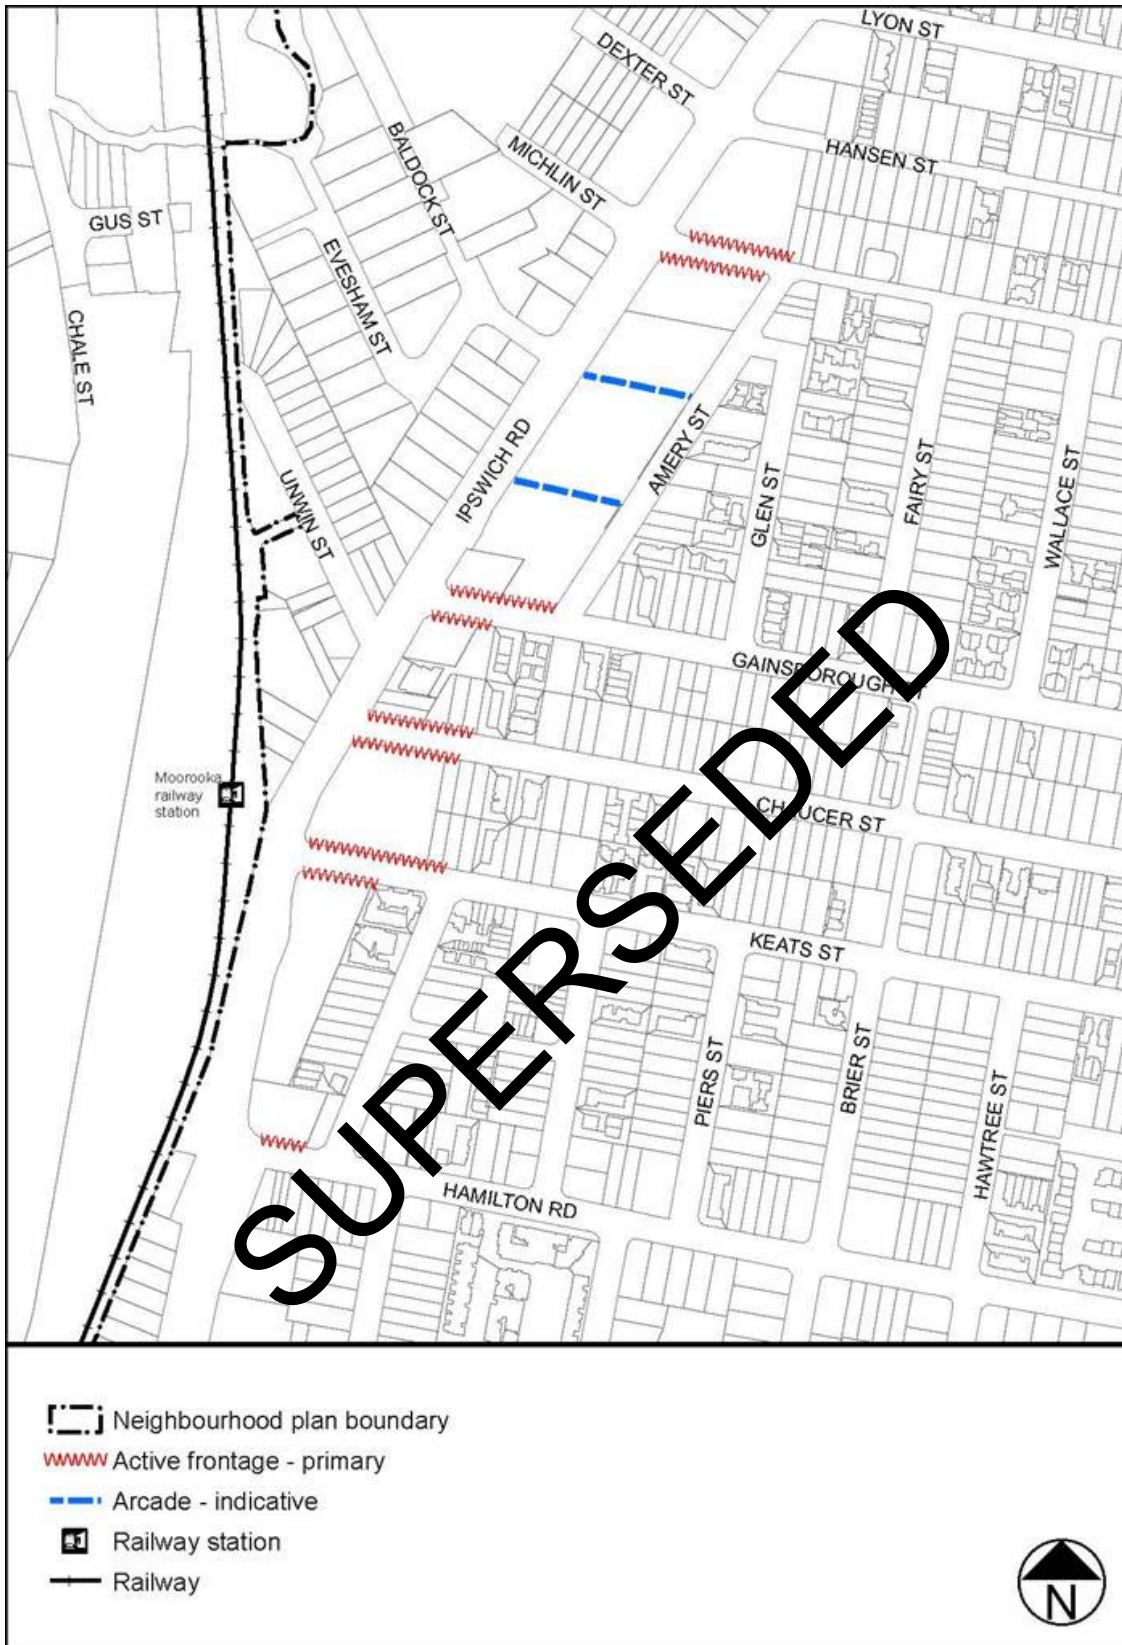 LYON ST
DEXTER ST
HANSEN ST
BALDOCK ST
MICHLIN ST
GUS ST
EVESHAM ST
CHALE ST
IPSWICH RD
AMERY ST
FAIRY ST
WALLACE ST
GLEN ST
UNWIN ST
GAINSBOROUGH ST
Moorooka
railway
station
CHAUCER ST
SUPERSEDED
KEATS ST
PIERS ST
BRIER ST
HAWTREE ST
HAMILTON RD
Neighbourhood plan boundary
Active frontage - primary
Arcade - indicative
Railway station
Railway
N